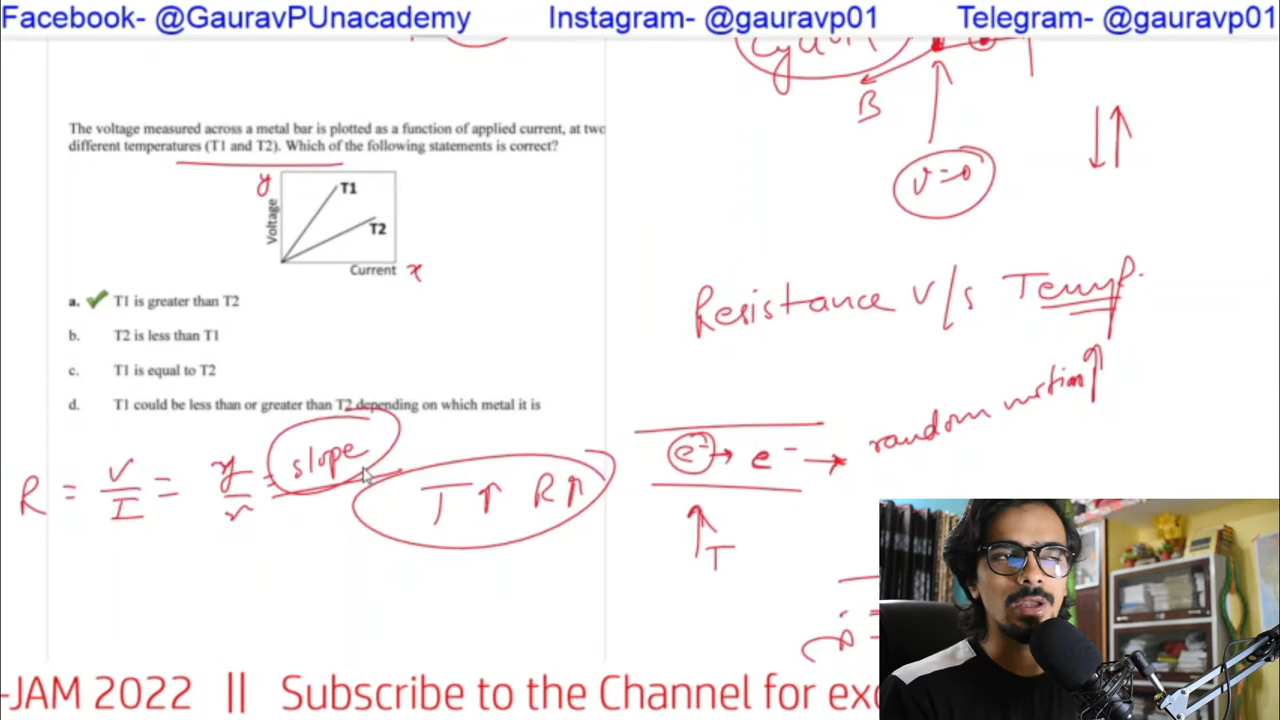 Facebook- @GauravPUnacademy Instagram- @gauravp01 Telegram- @gauravp01
B
v=0
The voltage measured across a metal bar is plotted as a function of applied current, at two
different temperatures (T1 and T2). Which of the following statements is correct?
y
T1
Voltage
T2
Current x
a. T1 is greater than T2
b. T2 is less than T1
c. T1 is equal to T2
d. T1 could be less than or greater than T2 depending on which metal it is
Resistance v/s Temp.
random motion ↑
e⁻ → e⁻ →
↑ T
R = V/I = y/x = slope
T↑ R↑
-JAM 2022 || Subscribe to the Channel for exc